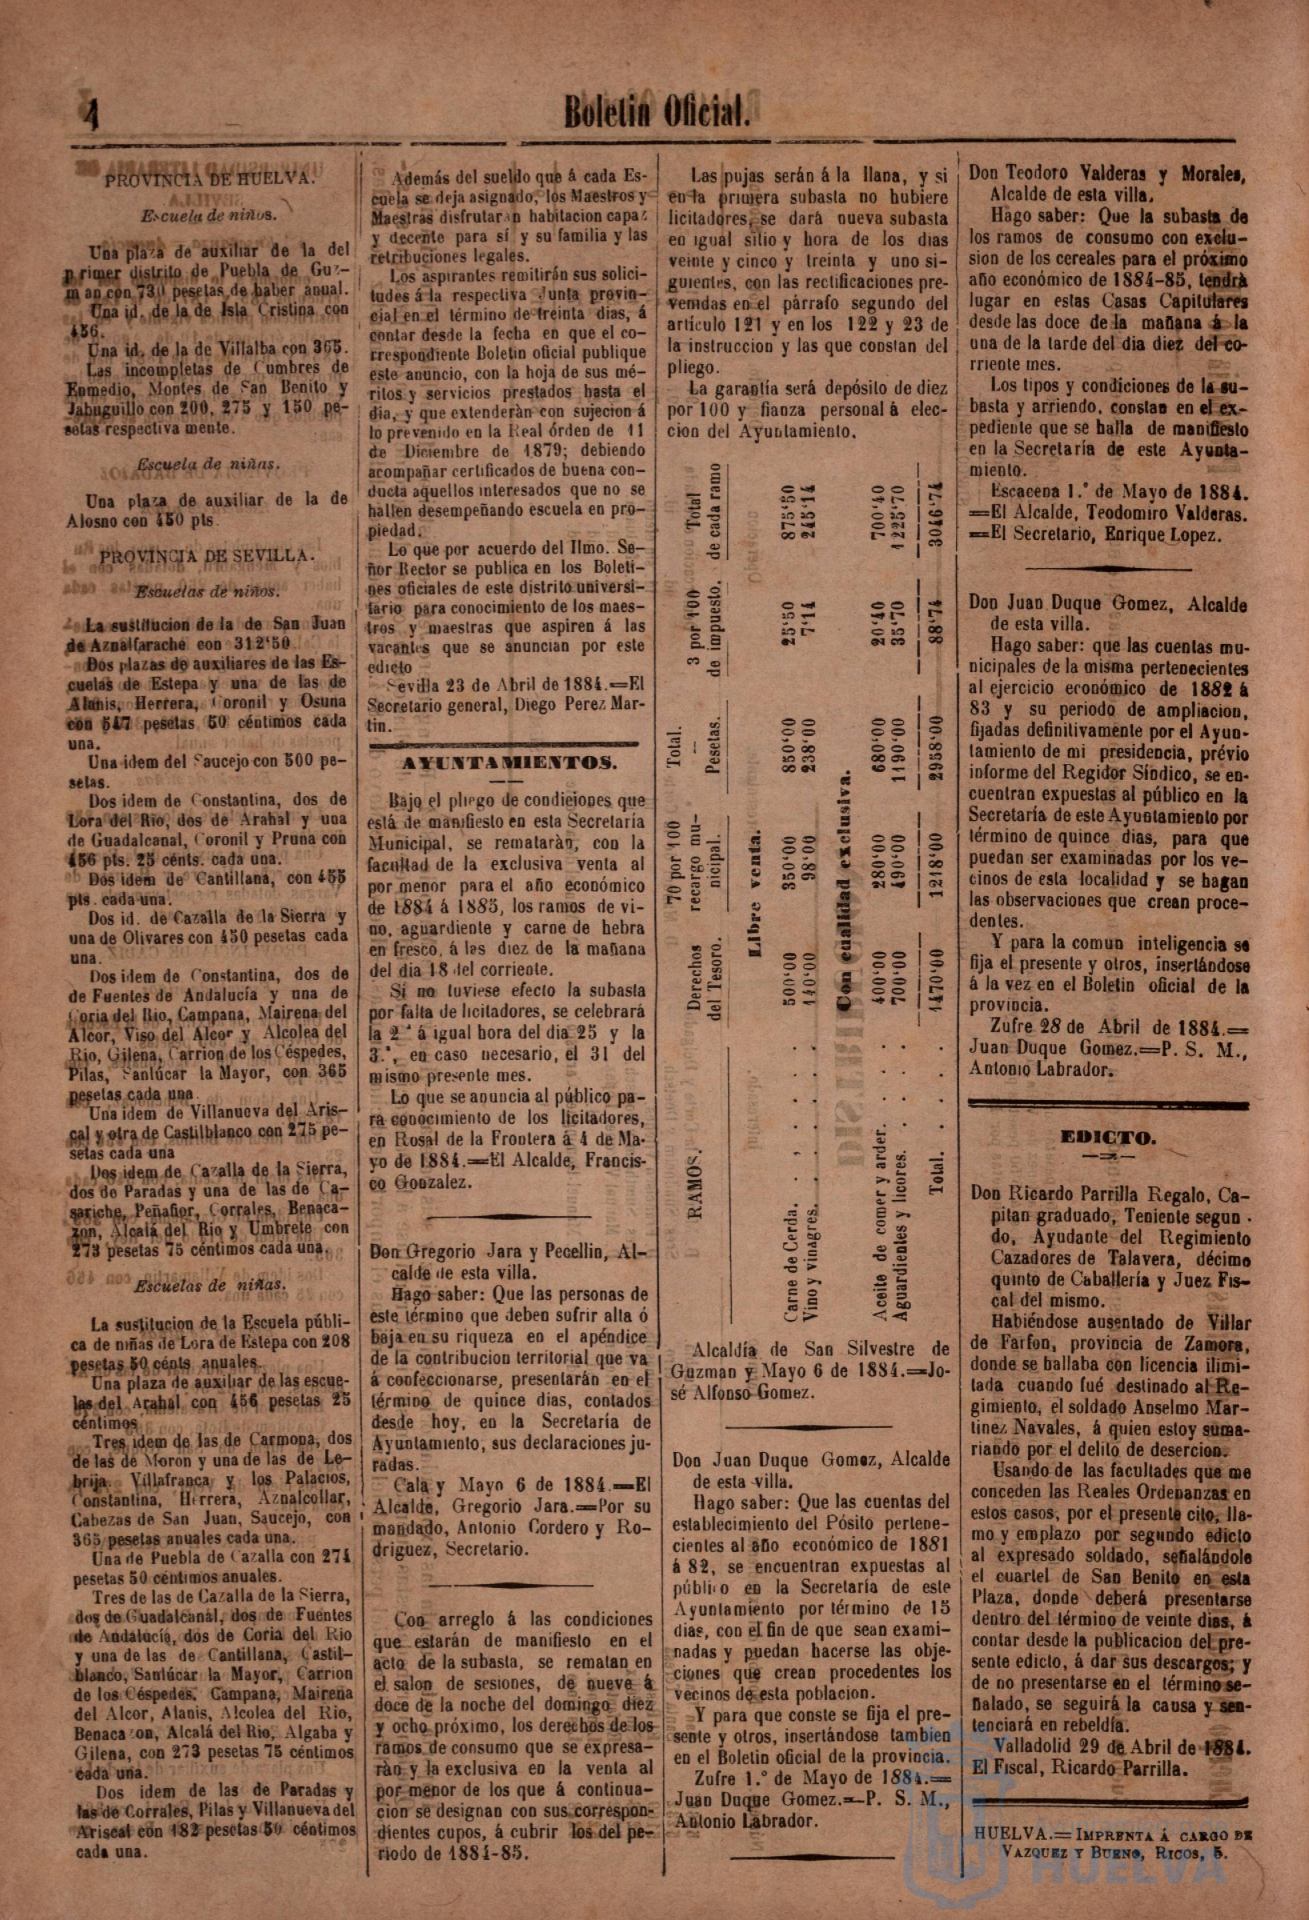 4
Boletin Oficial.
PROVINCIA DE HUELVA.
Escuela de niños.
Una plaza de auxiliar de la del
primer distrito de Puebla de Guz-
man con 730 pesetas de haber anual.
Una id. de la de Isla Cristina con
456.
Una id. de la de Villalba con 365.
Las incompletas de Cumbres de
Enmedio, Montes de San Benito y
Jabuguillo con 200, 275 y 150 pe-
setas respectiva mente.
Escuela de niñas.
Una plaza de auxiliar de la de
Alosno con 450 pts.
PROVINCIA DE SEVILLA.
Escuelas de niños.
La sustitucion de la de San Juan
de Aznalfarache con 312‘50.
Dos plazas de auxiliares de las Es-
cuelas de Estepa y una de las de
Alanis, Herrera, Coronil y Osuna
con 547 pesetas 50 céntimos cada
una.
Una idem del Saucejo con 500 pe-
setas.
Dos idem de Constantina, dos de
Lora del Rio, dos de Arahal y una
de Guadalcanal, Coronil y Pruna con
456 pts. 25 cénts. cada una.
Dos idem de Cantillana, con 455
pts. cada una.
Dos id. de Cazalla de la Sierra y
una de Olivares con 450 pesetas cada
una.
Dos idem de Constantina, dos de
de Fuentes de Andalucía y una de
Coria del Rio, Campana, Mairena del
Alcor, Viso del Alcor y Alcolea del
Rio, Gilena, Carrion de los Céspedes,
Pilas, Sanlúcar la Mayor, con 365
pesetas cada una.
Una idem de Villanueva del Aris-
cal y otra de Castilblanco con 275 pe-
setas cada una
Dos idem de Cazalla de la Sierra,
dos de Paradas y una de las de Ca-
sariche, Peñaflor, Corrales, Benaca-
zon, Alcalá del Rio y Umbrete con
273 pesetas 75 céntimos cada una.
Escuelas de niñas.
La sustitucion de la Escuela públi-
ca de niñas de Lora de Estepa con 208
pesetas 50 cénts anuales.
Una plaza de auxiliar de las escue-
las del Arahal con 456 pesetas 25
céntimos
Tres idem de las de Carmona, dos
de las de Moron y una de las de Le-
brija, Villafranca y los Palacios,
Constantina, Herrera, Aznalcollar,
Cabezas de San Juan, Saucejo, con
365 pesetas anuales cada una.
Una de Puebla de Cazalla con 274
pesetas 50 céntimos anuales.
Tres de las de Cazalla de la Sierra,
dos de Guadalcanal, dos de Fuentes
de Andalucía, dos de Coria del Rio
y una de las de Cantillana, Castil-
blanco, Sanlúcar la Mayor, Carrion
de los Céspedes, Campana, Mairena
del Alcor, Alanis, Alcolea del Rio,
Benacazon, Alcalá del Rio, Algaba y
Gilena, con 273 pesetas 75 céntimos
cada una.
Dos idem de las de Paradas y
las de Corrales, Pilas y Villanueva del
Ariscal con 182 pesetas 50 céntimos
cada una.
Además del sueldo que á cada Es-
cuela se deja asignado, los Maestros y
Maestras disfrutarán habitacion capaz
y decente para sí y su familia y las
retribuciones legales.
Los aspirantes remitirán sus solici-
tudes á la respectiva Junta provin-
cial en el término de treinta dias, á
contar desde la fecha en que el co-
rrespondiente Boletin oficial publique
este anuncio, con la hoja de sus mé-
ritos y servicios prestados hasta el
dia, y que extenderàn con sujecion á
lo prevenido en la Real órden de 11
de Diciembre de 1879; debiendo
acompañar certificados de buena con-
ducta aquellos interesados que no se
hallen desempeñando escuela en pro-
piedad.
Lo que por acuerdo del Ilmo. Se-
ñor Rector se publica en los Boleti-
nes oficiales de este distrito universi-
tario para conocimiento de los maes-
tros y maestras que aspiren á las
vacantes que se anuncian por este
edicto
Sevilla 23 de Abril de 1884.=El
Secretario general, Diego Perez Mar-
tin.
AYUNTAMIENTOS.
Bajo el pliego de condiciones que
está de manifiesto en esta Secretaría
Municipal, se remataràn, con la
facultad de la exclusiva venta al
por menor para el año económico
de 1884 á 1885, los ramos de vi-
no, aguardiente y carne de hebra
en fresco, á las diez de la mañana
del dia 18 del corriente.
Si no tuviese efecto la subasta
por falta de licitadores, se celebrará
la 2.ª á igual hora del dia 25 y la
3.ª, en caso necesario, el 31 del
mismo presente mes.
Lo que se anuncia al público pa-
ra conocimiento de los licitadores,
en Rosal de la Frontera á 4 de Ma-
yo de 1884.=El Alcalde, Francis-
co Gonzalez.
Don Gregorio Jara y Pecellin, Al-
calde de esta villa.
Hago saber: Que las personas de
este término que deben sufrir alta ó
baja en su riqueza en el apéndice
de la contribucion territorial que va
á confeccionarse, presentarán en el
término de quince dias, contados
desde hoy, en la Secretaría de
Ayuntamiento, sus declaraciones ju-
radas.
Cala y Mayo 6 de 1884.=El
Alcalde, Gregorio Jara.=Por su
mandado, Antonio Cordero y Ro-
driguez, Secretario.
Con arreglo á las condiciones
que estarán de manifiesto en el
acto de la subasta, se rematan en
el salon de sesiones, de nueve á
doce de la noche del domingo diez
y ocho próximo, los derechos de los
ramos de consumo que se expresa-
ràn y la exclusiva en la venta al
por menor de los que á continua-
cion se designan con sus correspon-
dientes cupos, á cubrir los del pe-
riodo de 1884-85.
Las pujas serán á la llana, y si
en la primera subasta no hubiere
licitadores, se dará nueva subasta
en igual sitio y hora de los dias
veinte y cinco y treinta y uno si-
guientes, con las rectificaciones pre-
venidas en el párrafo segundo del
artículo 121 y en los 122 y 23 de
la instruccion y las que constan del
pliego.
La garantía será depósito de diez
por 100 y fianza personal á elec-
cion del Ayuntamiento.
RAMOS. Derechos del Tesoro. 70 por 100 recargo mu-nicipal. Total. — Pesetas. 3 por 100 de impuesto. Total de cada ramo
Libre venta.
Carne de Cerda. . . . . 500‘00 350‘00 850‘00 25‘50 875‘50
Vino y vinagres. . . . . 140‘00 98‘00 238‘00 7‘14 245‘14
Con cualidad exclusiva.
Aceite de comer y arder. . . . 400‘00 280‘00 680‘00 20‘40 700‘40
Aguardientes y licores. . . . 700‘00 490‘00 1190‘00 35‘70 1225‘70
Total. . . . 1470‘00 1218‘00 2958‘00 88‘74 3046‘74
Alcaldía de San Silvestre de
Guzman y Mayo 6 de 1884.=Jo-
sé Alfonso Gomez.
Don Juan Duque Gomez, Alcalde
de esta villa.
Hago saber: Que las cuentas del
establecimiento del Pósito pertene-
cientes al año económico de 1881
á 82, se encuentran expuestas al
público en la Secretaría de este
Ayuntamiento por término de 15
dias, con el fin de que sean exami-
nadas y puedan hacerse las obje-
ciones que crean procedentes los
vecinos de esta poblacion.
Y para que conste se fija el pre-
sente y otros, insertándose tambien
en el Boletin oficial de la provincia.
Zufre 1.º de Mayo de 1884.=
Juan Duque Gomez.=P. S. M.,
Antonio Labrador.
Don Teodoro Valderas y Morales,
Alcalde de esta villa.
Hago saber: Que la subasta de
los ramos de consumo con exclu-
sion de los cereales para el próximo
año económico de 1884-85, tendrà
lugar en estas Casas Capitulares
desde las doce de la mañana á la
una de la tarde del dia diez del co-
rriente mes.
Los tipos y condiciones de la su-
basta y arriendo, constan en el ex-
pediente que se halla de manifiesto
en la Secretaría de este Ayunta-
miento.
Escacena 1.º de Mayo de 1884.
=El Alcalde, Teodomiro Valderas.
=El Secretario, Enrique Lopez.
Don Juan Duque Gomez, Alcalde
de esta villa.
Hago saber: que las cuentas mu-
nicipales de la misma pertenecientes
al ejercicio económico de 1882 á
83 y su periodo de ampliacion,
fijadas definitivamente por el Ayun-
tamiento de mi presidencia, prévio
informe del Regidor Síndico, se en-
cuentran expuestas al público en la
Secretaría de este Ayuntamiento por
término de quince dias, para que
puedan ser examinadas por los ve-
cinos de esta localidad y se hagan
las observaciones que crean proce-
dentes.
Y para la comun inteligencia se
fija el presente y otros, insertándose
á la vez en el Boletin oficial de la
provincia.
Zufre 28 de Abril de 1884.=
Juan Duque Gomez.=P. S. M.,
Antonio Labrador.
EDICTO.
Don Ricardo Parrilla Regalo, Ca-
pitan graduado, Teniente segun-
do, Ayudante del Regimiento
Cazadores de Talavera, décimo
quinto de Caballería y Juez Fis-
cal del mismo.
Habiéndose ausentado de Villar
de Farfon, provincia de Zamora,
donde se hallaba con licencia ilimi-
tada cuando fué destinado al Re-
gimiento, el soldado Anselmo Mar-
tinez Navales, á quien estoy suma-
riando por el delito de desercion.
Usando de las facultades que me
conceden las Reales Ordenanzas en
estos casos, por el presente cito, lla-
mo y emplazo por segundo edicto
al expresado soldado, señalándole
el cuartel de San Benito en esta
Plaza, donde deberá presentarse
dentro del término de veinte dias, á
contar desde la publicacion del pre-
sente edicto, á dar sus descargos; y
de no presentarse en el término se-
ñalado, se seguirá la causa y sen-
tenciará en rebeldía.
Valladolid 29 de Abril de 1884.
El Fiscal, Ricardo Parrilla.
HUELVA.=IMPRENTA Á CARGO DE
VAZQUEZ Y BUENO, RICOS, 5.
HUELVA